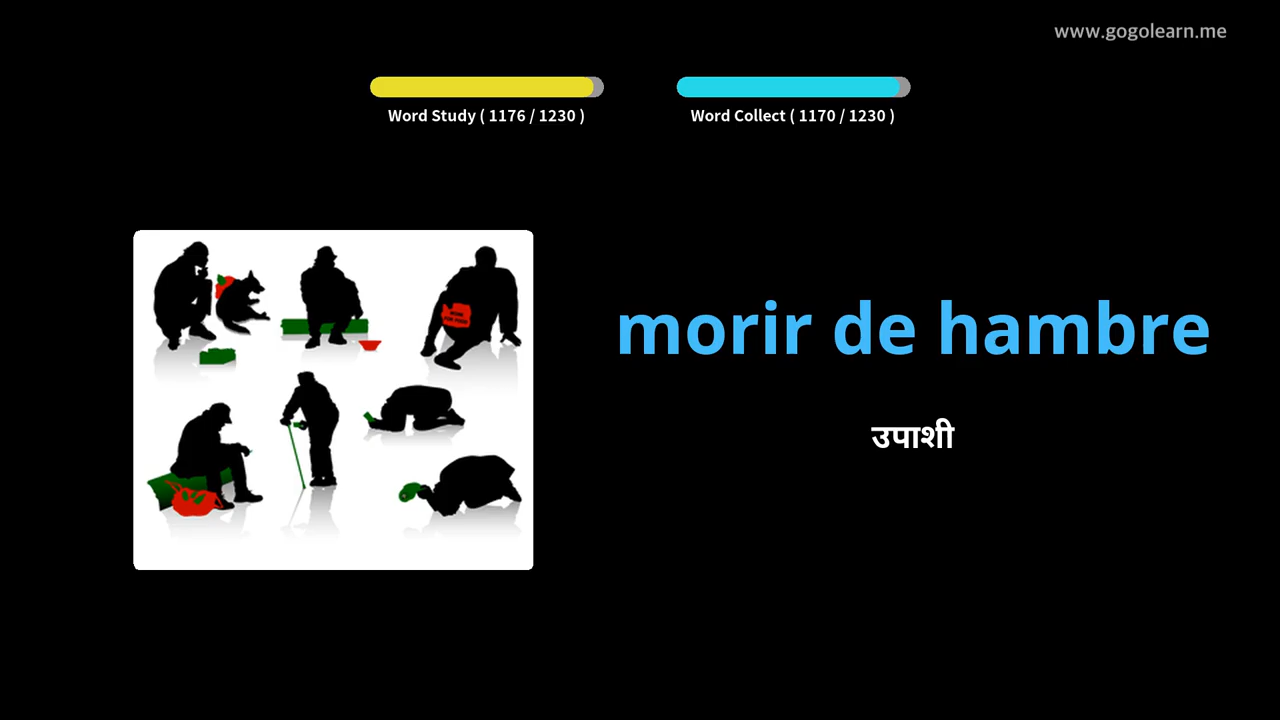 www.gogolearn.me
Word Study ( 1176 / 1230 )
Word Collect ( 1170 / 1230 )
morir de hambre
उपाशी